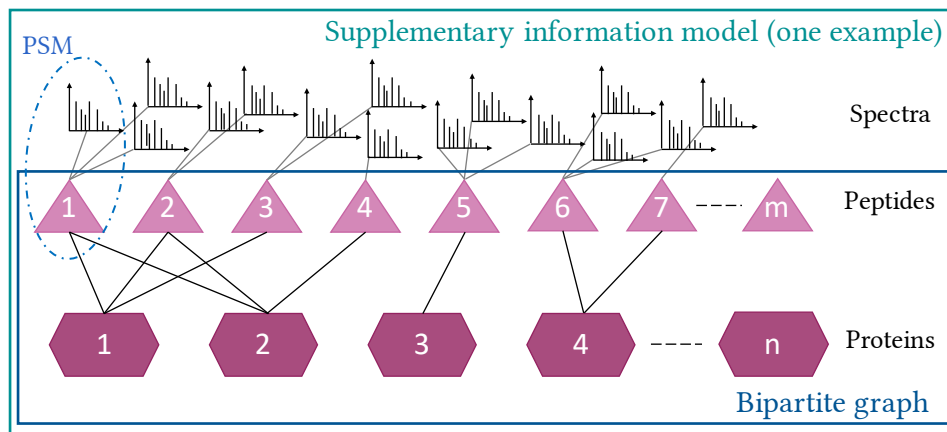 Supplementary information model (one example)
PSM
Spectra
1 2 3 4 5 6 7 m
Peptides
1 2 3 4 n
Proteins
Bipartite graph